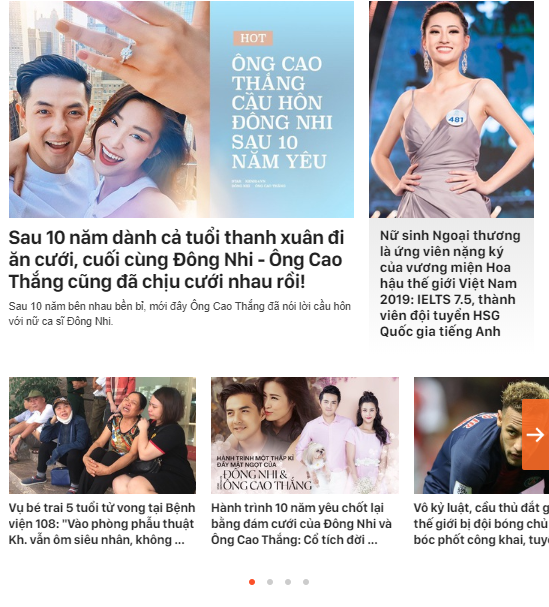 HOT
ÔNG CAO
THẮNG
CẦU HÔN
ĐÔNG NHI
SAU 10
NĂM YÊU
481
Sau 10 năm dành cả tuổi thanh xuân đi
ăn cưới, cuối cùng Đông Nhi - Ông Cao
Thắng cũng đã chịu cưới nhau rồi!
Sau 10 năm bên nhau bền bỉ, mới đây Ông Cao Thắng đã nói lời cầu hôn
với nữ ca sĩ Đông Nhi.
Nữ sinh Ngoại thương
là ứng viên nặng ký
của vương miện Hoa
hậu thế giới Việt Nam
2019: IELTS 7.5, thành
viên đội tuyển HSG
Quốc gia tiếng Anh
HÀNH TRÌNH MỘT THẬP KỈ
ĐẦY MẬT NGỌT CỦA
ĐÔNG NHI &
ÔNG CAO THẮNG
Vụ bé trai 5 tuổi tử vong tại Bệnh
viện 108: "Vào phòng phẫu thuật
Kh. vẫn ôm siêu nhân, không ...
Hành trình 10 năm yêu chốt lại
bằng đám cưới của Đông Nhi và
Ông Cao Thắng: Cổ tích đời ...
Vô kỷ luật, cầu thủ đắt g
thế giới bị đội bóng chủ
bóc phốt công khai, tuy